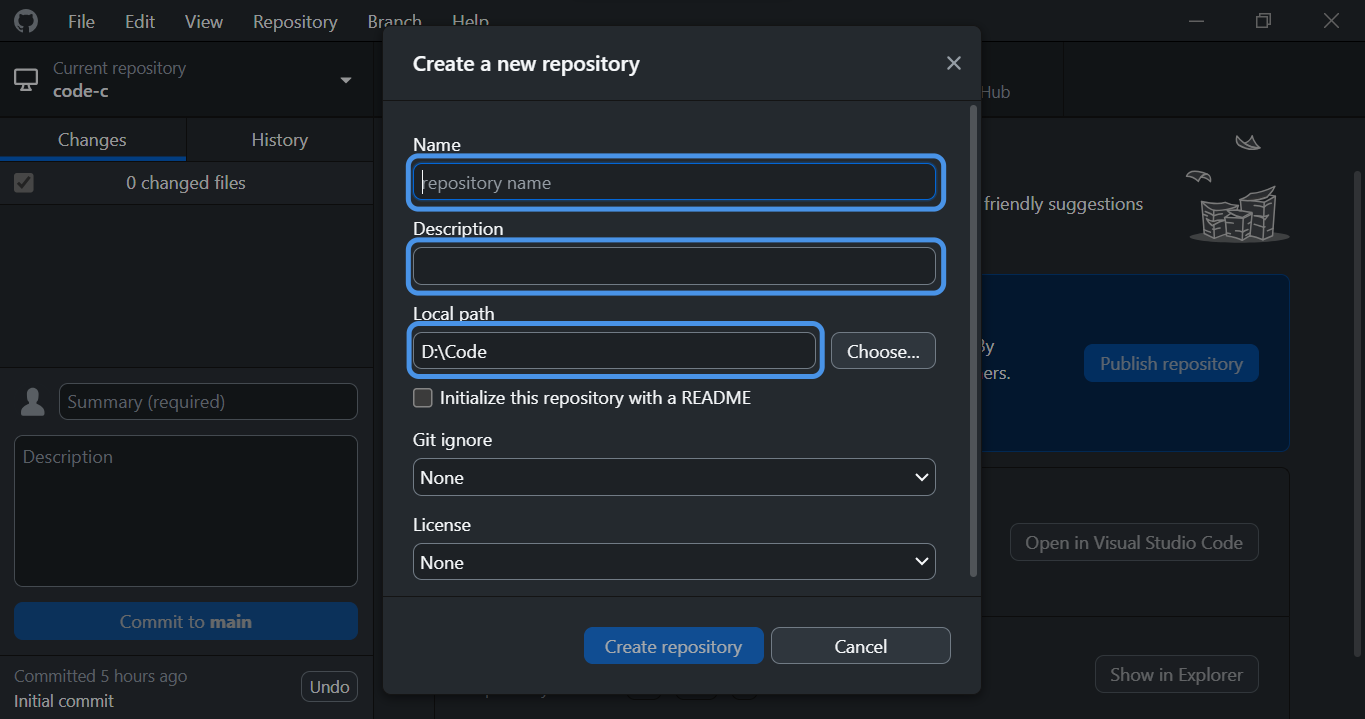 File Edit View Repository Branch Help
Current repository
code-c
Changes History
0 changed files
Summary (required)
Description
Commit to main
Committed 5 hours ago
Initial commit
Undo
Create a new repository
Name
repository name
Description
Local path
D:\Code
Choose...
Initialize this repository with a README
Git ignore
None
License
None
Create repository
Cancel
Hub
friendly suggestions
By
ers.
Publish repository
Open in Visual Studio Code
Show in Explorer